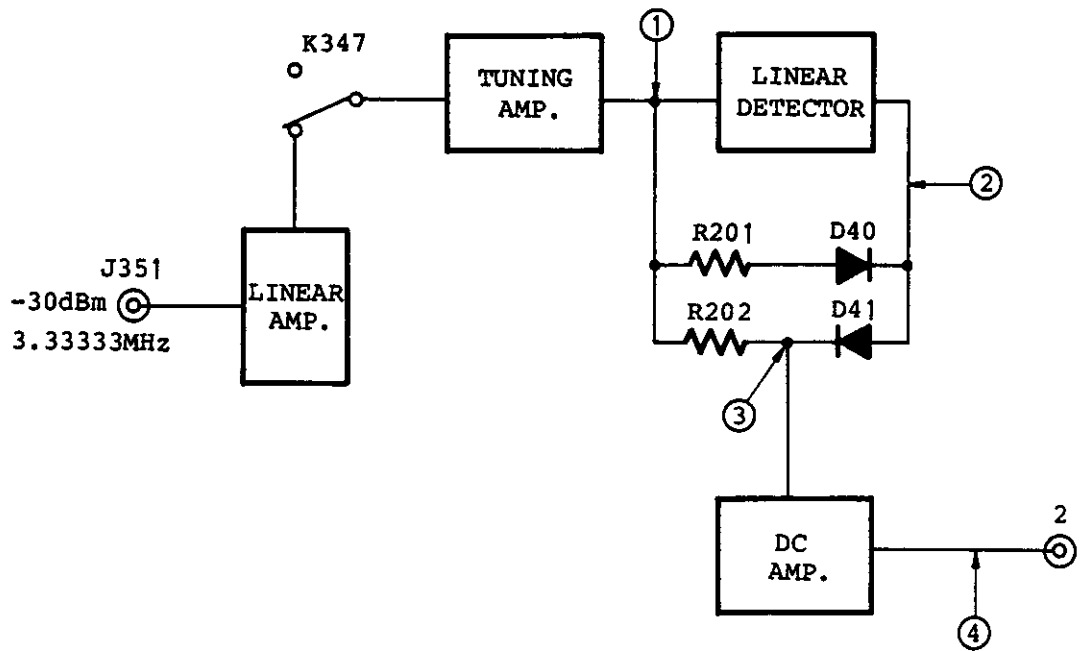 K347
TUNING
AMP.
①
LINEAR
DETECTOR
②
R201
D40
J351
-30dBm
3.33333MHz
LINEAR
AMP.
R202
D41
③
DC
AMP.
2
④